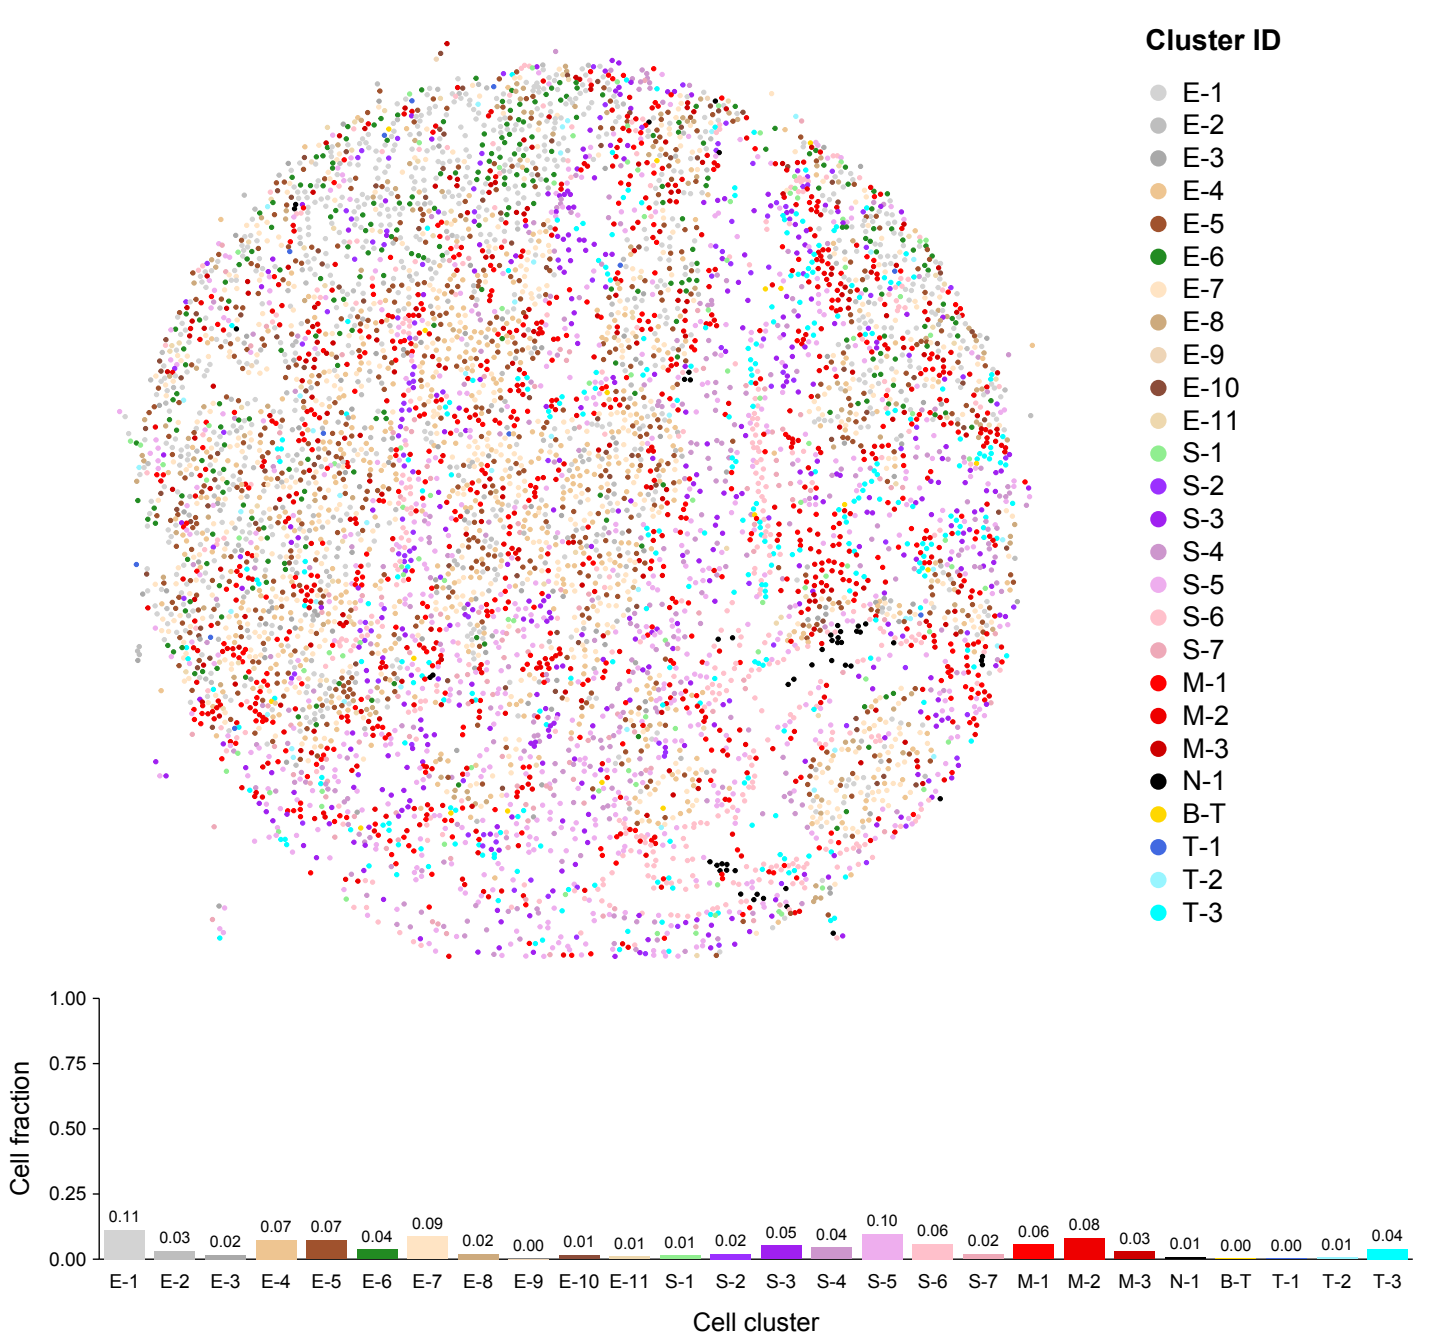 Cluster ID
E-1
E-2
E-3
E-4
E-5
E-6
E-7
E-8
E-9
E-10
E-11
S-1
S-2
S-3
S-4
S-5
S-6
S-7
M-1
M-2
M-3
N-1
B-T
T-1
T-2
T-3
1.00
0.75
0.50
0.25
0.00
Cell fraction
0.11 0.03 0.02 0.07 0.07 0.04 0.09 0.02 0.00 0.01 0.01 0.01 0.02 0.05 0.04 0.10 0.06 0.02 0.06 0.08 0.03 0.01 0.00 0.00 0.01 0.04
E-1 E-2 E-3 E-4 E-5 E-6 E-7 E-8 E-9 E-10 E-11 S-1 S-2 S-3 S-4 S-5 S-6 S-7 M-1 M-2 M-3 N-1 B-T T-1 T-2 T-3
Cell cluster